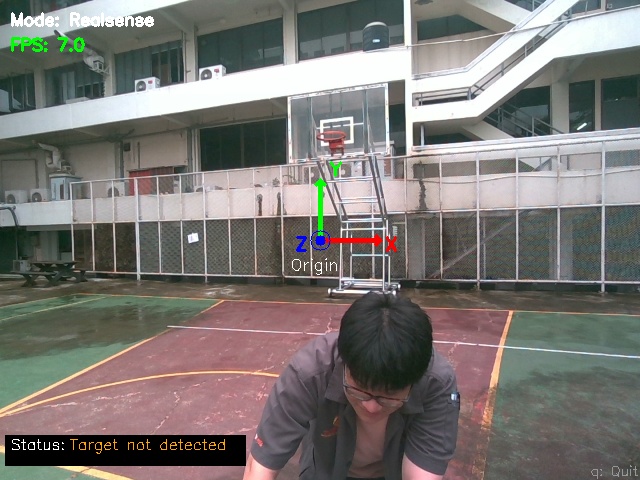 Mode: Realsense
FPS: 7.0
Y
Z X
Origin
Status: Target not detected
q: Quit